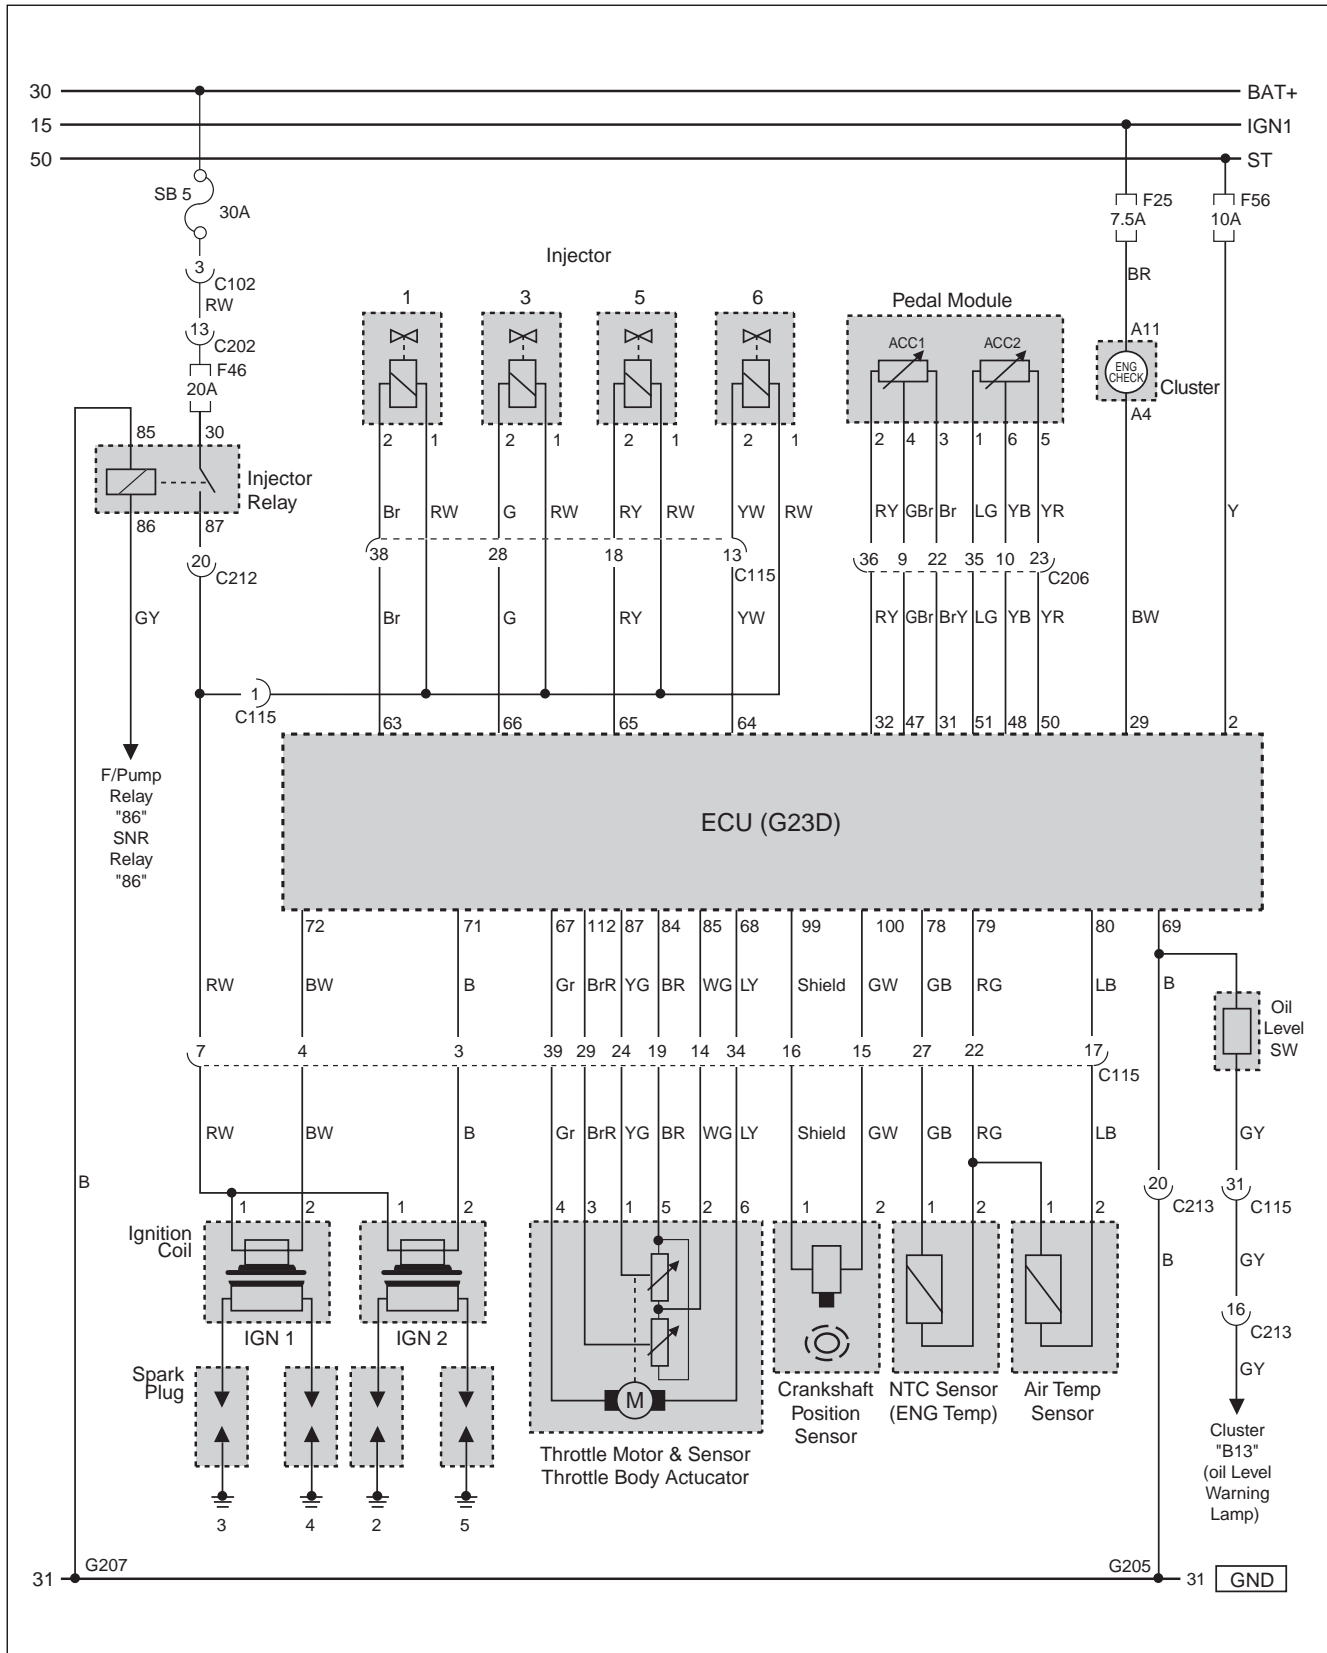 30 BAT+
15 IGN1
50 ST
SB 5 30A
F25 F56
7.5A 10A
3 C102
RW
13 C202
F46
20A
Injector
1 3 5 6
Pedal Module
ACC1 ACC2
BR
A11
ENG
CHECK
Cluster
A4
85 30
Injector
Relay
86 87
2 1 2 1 2 1 2 1 2 4 3 1 6 5
Br RW G RW RY RW YW RW RY GBr Br LG YB YR Y
38 28 18 13 C115 36 9 22 35 10 23 C206
20 C212
GY Br G RY YW RY GBr BrY LG YB YR BW
1
C115
63 66 65 64 32 47 31 51 48 50 29 2
F/Pump
Relay
"86"
SNR
Relay
"86"
ECU (G23D)
72 71 67 112 87 84 85 68 99 100 78 79 80 69
RW BW B Gr BrR YG BR WG LY Shield GW GB RG LB B
Oil
Level
SW
7 4 3 39 29 24 19 14 34 16 15 27 22 17 C115
RW BW B Gr BrR YG BR WG LY Shield GW GB RG LB GY
B
20 C213 31 C115
1 2 1 2 4 3 1 5 2 6 1 2 1 2 1 2
Ignition
Coil
B GY
IGN 1 IGN 2
16 C213
GY
Spark
Plug
M
Crankshaft
Position
Sensor
NTC Sensor
(ENG Temp)
Air Temp
Sensor
Throttle Motor & Sensor
Throttle Body Actucator
Cluster
"B13"
(oil Level
Warning
Lamp)
3 4 2 5
31 G207 G205 31 GND